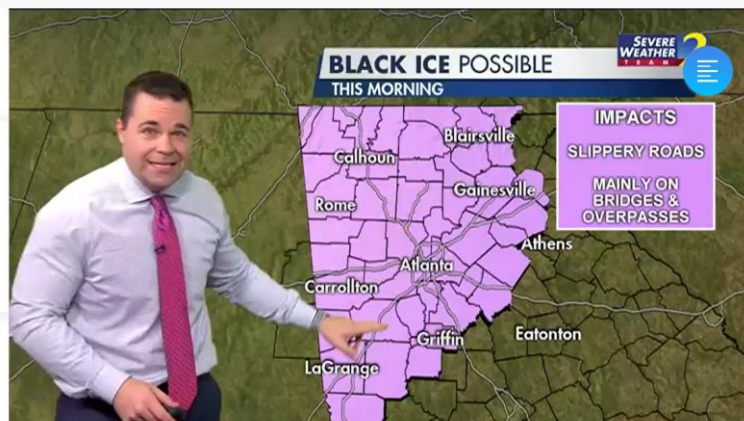 SEVERE
WEATHER 2
TEAM
BLACK ICE POSSIBLE
THIS MORNING
IMPACTS
SLIPPERY ROADS
MAINLY ON
BRIDGES &
OVERPASSES
Blairsville
Calhoun
Gainesville
Rome
Athens
Atlanta
Carrollton
Griffin
Eatonton
LaGrange